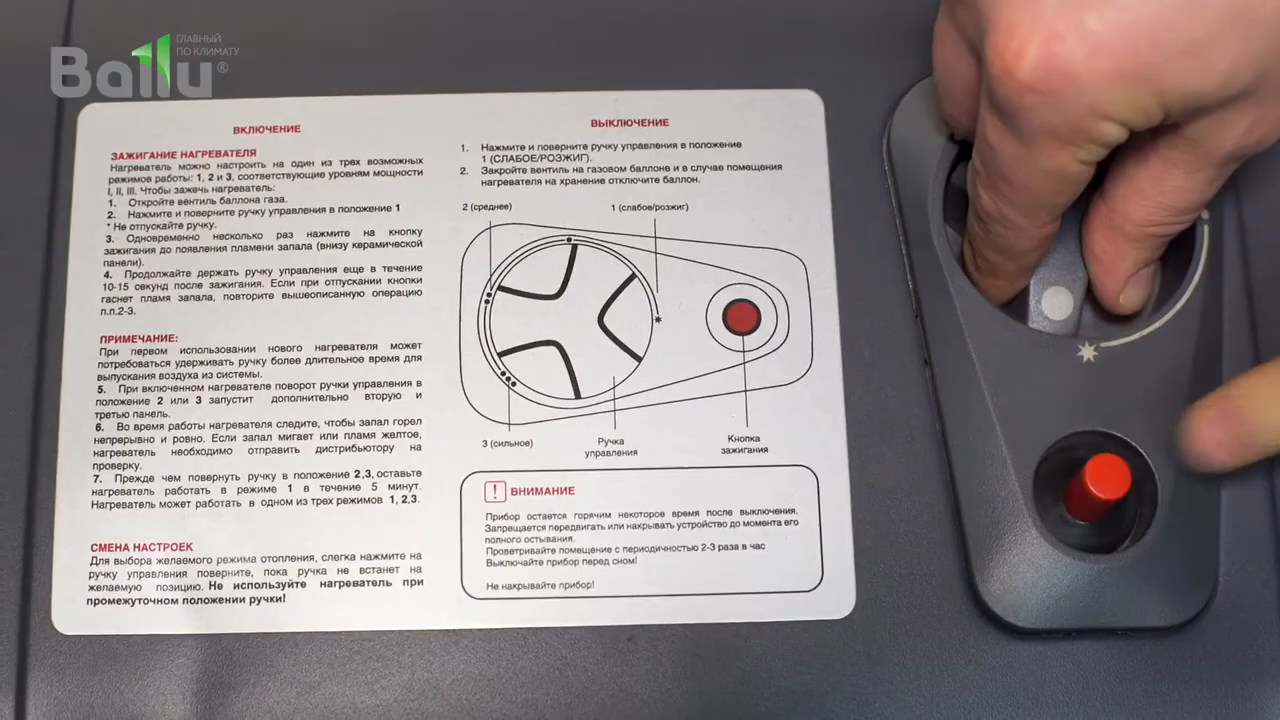 Ballu®
ГЛАВНЫЙ
ПО КЛИМАТУ
ВКЛЮЧЕНИЕ
ЗАЖИГАНИЕ НАГРЕВАТЕЛЯ
Нагреватель можно настроить на один из трех возможных
режимов работы: 1, 2 и 3, соответствующие уровням мощности
I, II, III. Чтобы зажечь нагреватель:
1. Откройте вентиль баллона газа.
2. Нажмите и поверните ручку управления в положение 1
* Не отпускайте ручку.
3. Одновременно несколько раз нажмите на кнопку
зажигания до появления пламени запала (внизу керамической
панели).
4. Продолжайте держать ручку управления еще в течение
10-15 секунд после зажигания. Если при отпускании кнопки
гаснет пламя запала, повторите вышеописанную операцию
п.п.2-3.
ПРИМЕЧАНИЕ:
При первом использовании нового нагревателя может
потребоваться удерживать ручку более длительное время для
выпускания воздуха из системы.
5. При включенном нагревателе поворот ручки управления в
положение 2 или 3 запустит дополнительно вторую и
третью панель.
6. Во время работы нагревателя следите, чтобы запал горел
непрерывно и ровно. Если запал мигает или пламя желтое,
нагреватель необходимо отправить дистрибьютору на
проверку.
7. Прежде чем повернуть ручку в положение 2,3, оставьте
нагреватель работать в режиме 1 в течение 5 минут.
Нагреватель может работать в одном из трех режимов 1, 2,3.
СМЕНА НАСТРОЕК
Для выбора желаемого режима отопления, слегка нажмите на
ручку управления поверните, пока ручка не встанет на
желаемую позицию. Не используйте нагреватель при
промежуточном положении ручки!
ВЫКЛЮЧЕНИЕ
1. Нажмите и поверните ручку управления в положение
1 (СЛАБОЕ/РОЗЖИГ).
2. Закройте вентиль на газовом баллоне и в случае помещения
нагревателя на хранение отключите баллон.
2 (среднее)
1 (слабое/розжиг)
3 (сильное)
Ручка
управления
Кнопка
зажигания
! ВНИМАНИЕ
Прибор остается горячим некоторое время после выключения.
Запрещается передвигать или накрывать устройство до момента его
полного остывания.
Проветривайте помещение с периодичностью 2-3 раза в час
Выключайте прибор перед сном!
Не накрывайте прибор!